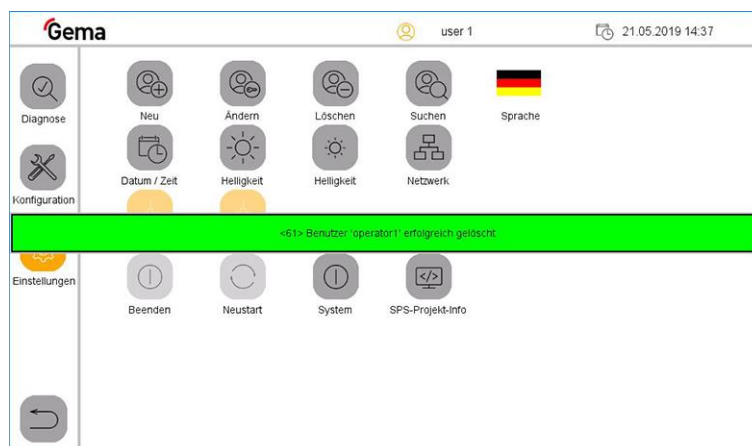 Gema
user 1
21.05.2019 14:37
Diagnose
Neu
Ändern
Löschen
Suchen
Sprache
Konfiguration
Datum / Zeit
Helligkeit
Helligkeit
Netzwerk
<61> Benutzer 'operator1' erfolgreich gelöscht
Einstellungen
Beenden
Neustart
System
SPS-Projekt-Info